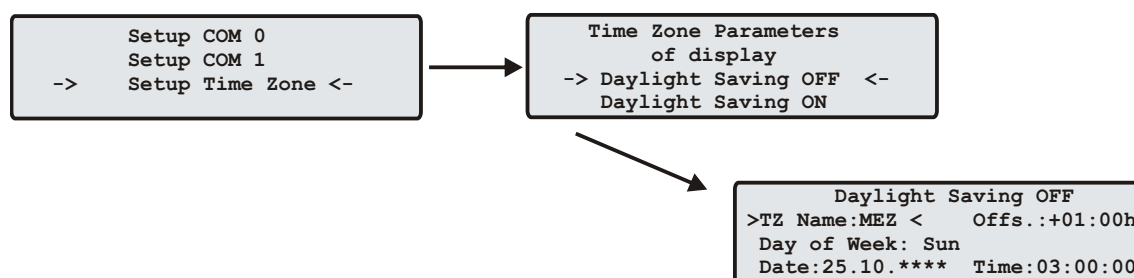 Setup COM 0
Setup COM 1
-> Setup Time Zone <-
Time Zone Parameters
of display
-> Daylight Saving OFF <-
Daylight Saving ON
Daylight Saving OFF
>TZ Name:MEZ < Offs.:+01:00h
Day of Week: Sun
Date:25.10.**** Time:03:00:00